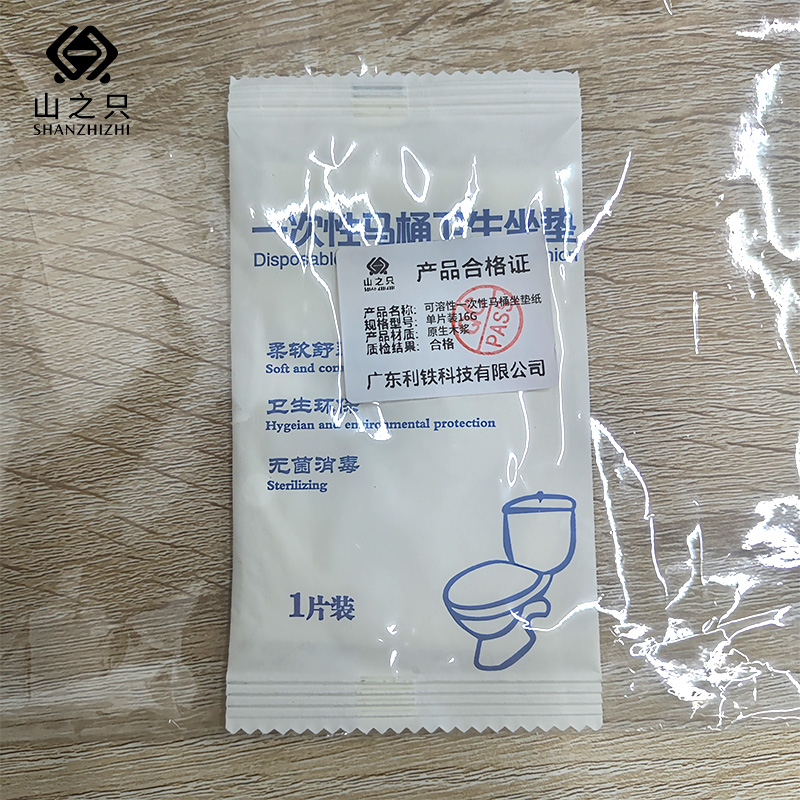 山之只
SHANZHIZHI
一次性马桶卫生坐垫
Disposable
山之只
产品合格证
产品名称: 可溶性一次性马桶坐垫纸
规格型号: 单片装16G
产品材质: 原生木浆
质检结果: 合格
PASS
广东利铁科技有限公司
柔软舒
Soft and com
卫生环保
Hygeian and environmental protection
无菌消毒
Sterilizing
1片装